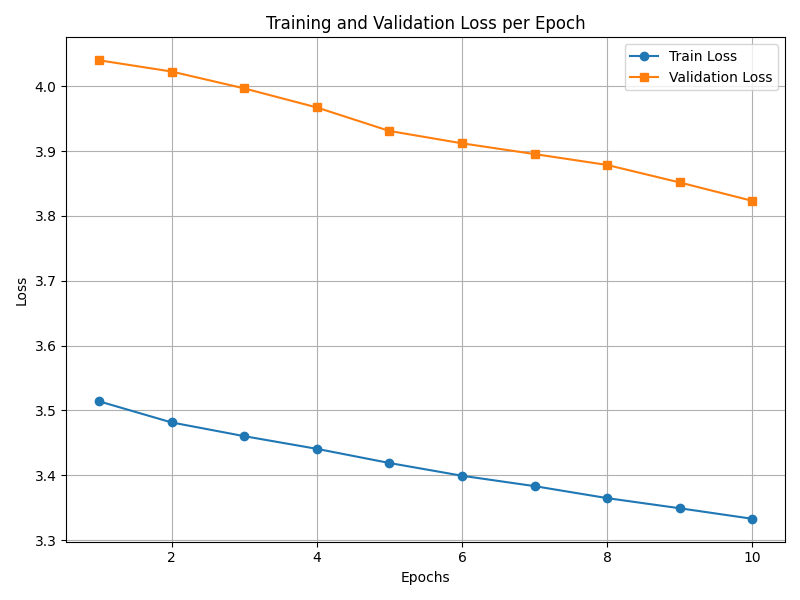 Training and Validation Loss per Epoch
Train Loss
Validation Loss
4.0
3.9
3.8
3.7
3.6
3.5
3.4
3.3
Loss
2 4 6 8 10
Epochs